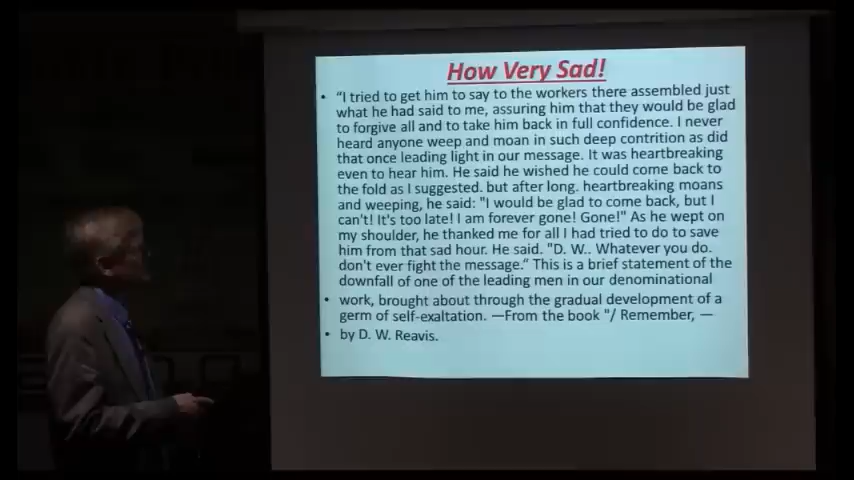 How Very Sad!
• "I tried to get him to say to the workers there assembled just
what he had said to me, assuring him that they would be glad
to forgive all and to take him back in full confidence. I never
heard anyone weep and moan in such deep contrition as did
that once leading light in our message. It was heartbreaking
even to hear him. He said he wished he could come back to
the fold as I suggested. but after long. heartbreaking moans
and weeping, he said: "I would be glad to come back, but I
can't! It's too late! I am forever gone! Gone!" As he wept on
my shoulder, he thanked me for all I had tried to do to save
him from that sad hour. He said. "D. W.. Whatever you do.
don't ever fight the message." This is a brief statement of the
downfall of one of the leading men in our denominational
• work, brought about through the gradual development of a
germ of self-exaltation. —From the book "/ Remember, —
• by D. W. Reavis.